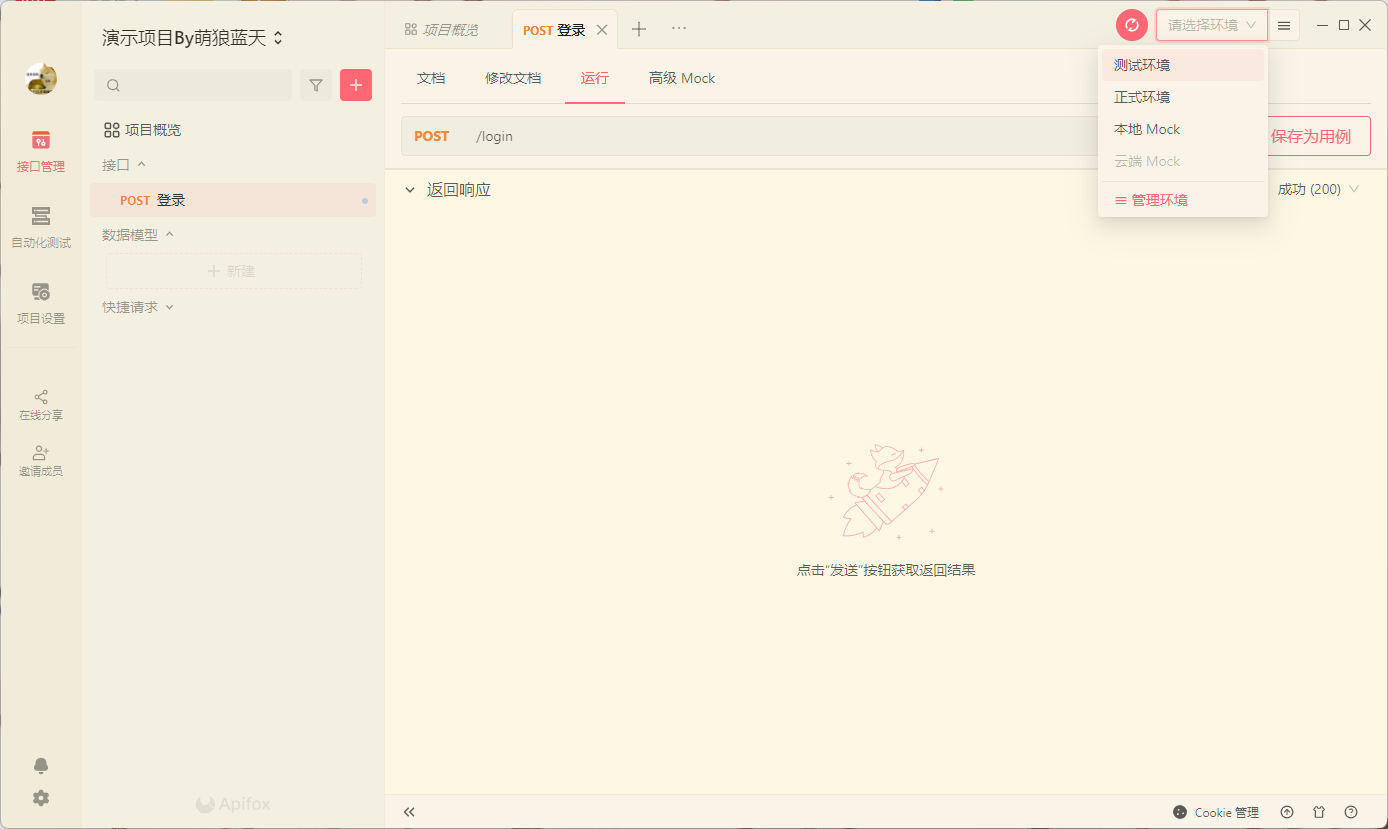 演示项目By萌狼蓝天
项目概览
POST 登录
请选择环境
测试环境
正式环境
本地 Mock
云端 Mock
管理环境
接口管理
自动化测试
项目设置
在线分享
邀请成员
项目概览
接口
POST 登录
数据模型
新建
快捷请求
Apifox
文档
修改文档
运行
高级 Mock
POST /login
保存为用例
返回响应
成功 (200)
点击“发送”按钮获取返回结果
Cookie 管理